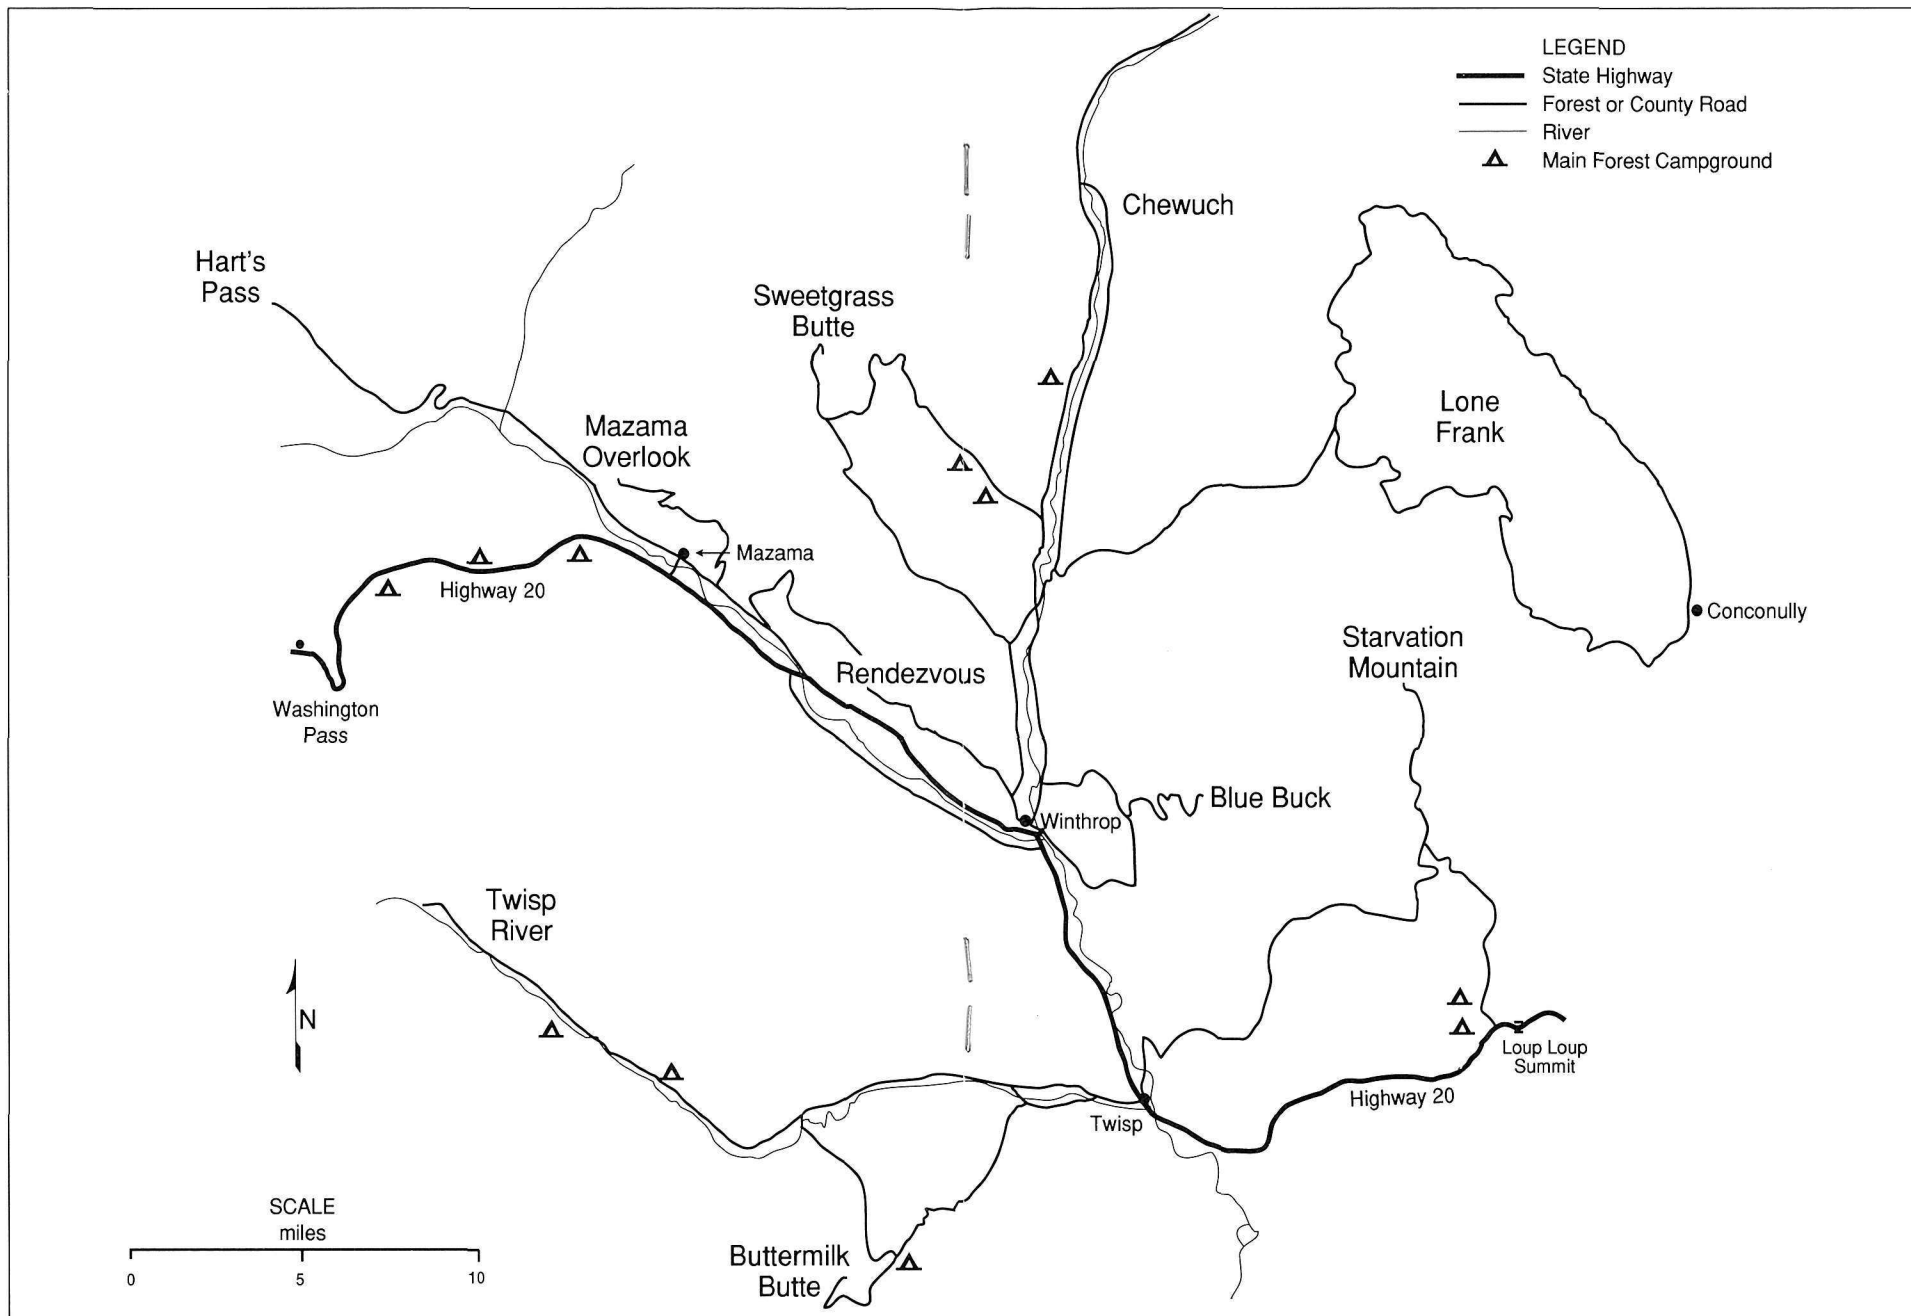 LEGEND
State Highway
Forest or County Road
River
Main Forest Campground
Chewuch
Hart's
Pass
Sweetgrass
Butte
Mazama
Overlook
Lone
Frank
Mazama
Highway 20
Conconully
Starvation
Mountain
Rendezvous
Washington
Pass
Blue Buck
Winthrop
Twisp
River
N
Loup Loup
Summit
Highway 20
Twisp
SCALE
miles
0 5 10
Buttermilk
Butte